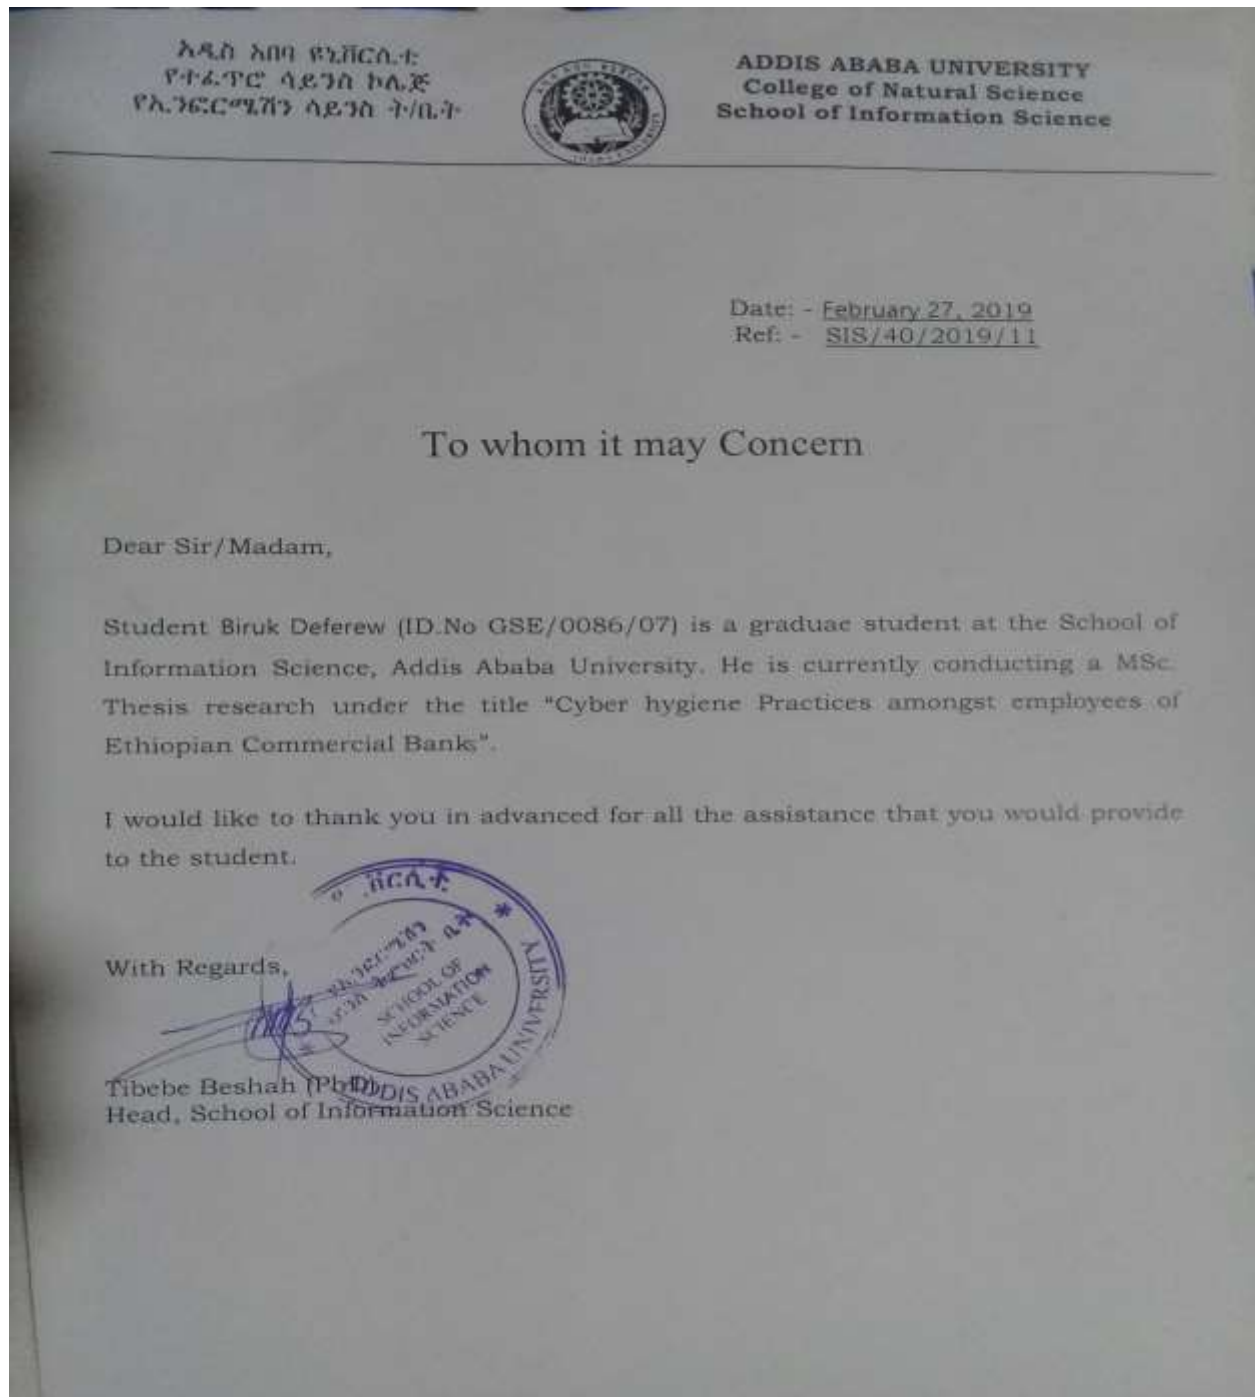 አዲስ አበባ ዩኒቨርሲቲ
የተፈጥሮ ሳይንስ ኮሌጅ
የኢንፎርሜሽን ሳይንስ ት/ቤት
ADDIS ABABA UNIVERSITY
College of Natural Science
School of Information Science
Date: - February 27, 2019
Ref: - SIS/40/2019/11
To whom it may Concern
Dear Sir/Madam,
Student Biruk Deferew (ID.No GSE/0086/07) is a graduae student at the School of
Information Science, Addis Ababa University. He is currently conducting a MSc.
Thesis research under the title "Cyber hygiene Practices amongst employees of
Ethiopian Commercial Banks".
I would like to thank you in advanced for all the assistance that you would provide
to the student.
With Regards,
SCHOOL OF
INFORMATION
SCIENCE
ADDIS ABABA UNIVERSITY
Tibebe Beshah (PhD)
Head, School of Information Science